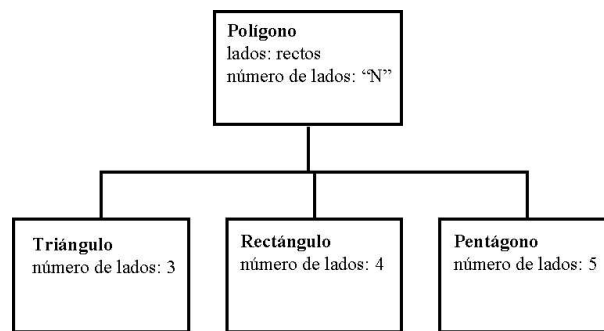 Polígono
lados: rectos
número de lados: “N”
Triángulo
número de lados: 3
Rectángulo
número de lados: 4
Pentágono
número de lados: 5